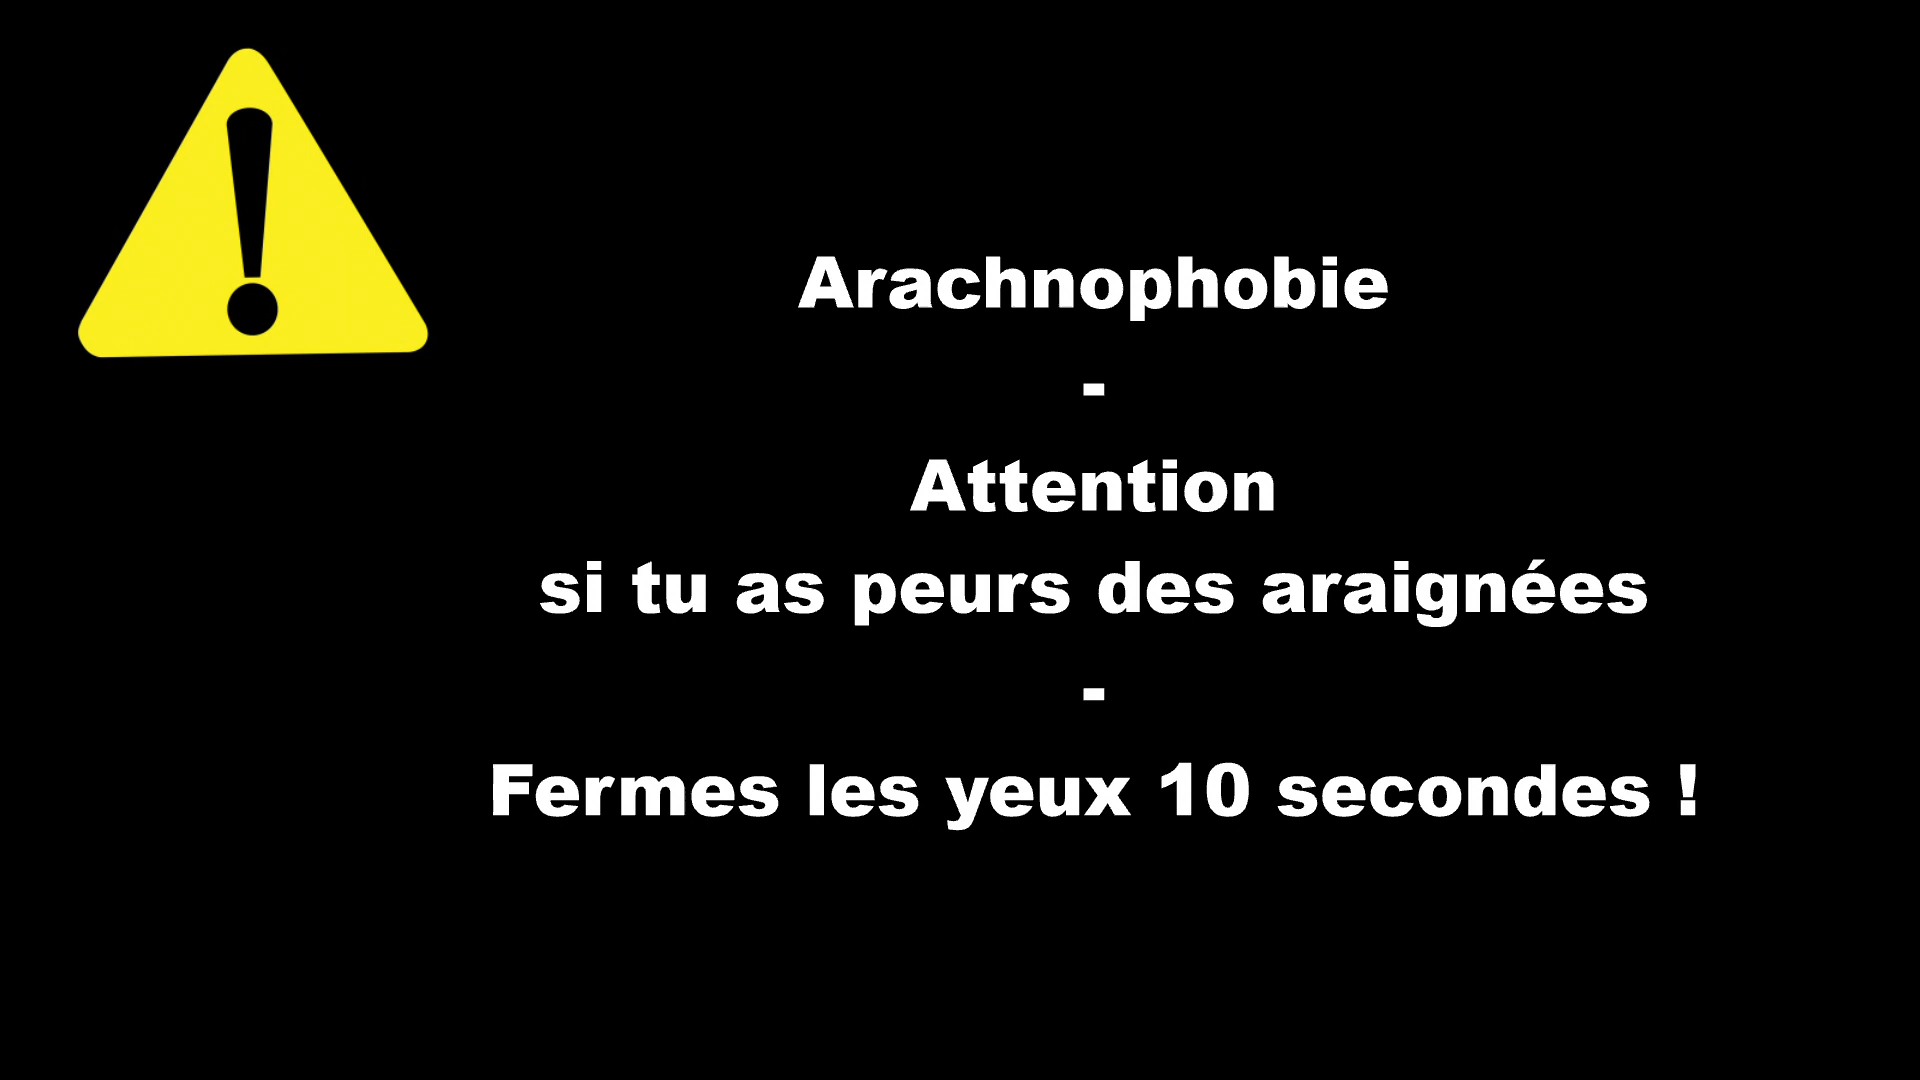 Arachnophobie
-
Attention
si tu as peurs des araignées
-
Fermes les yeux 10 secondes !